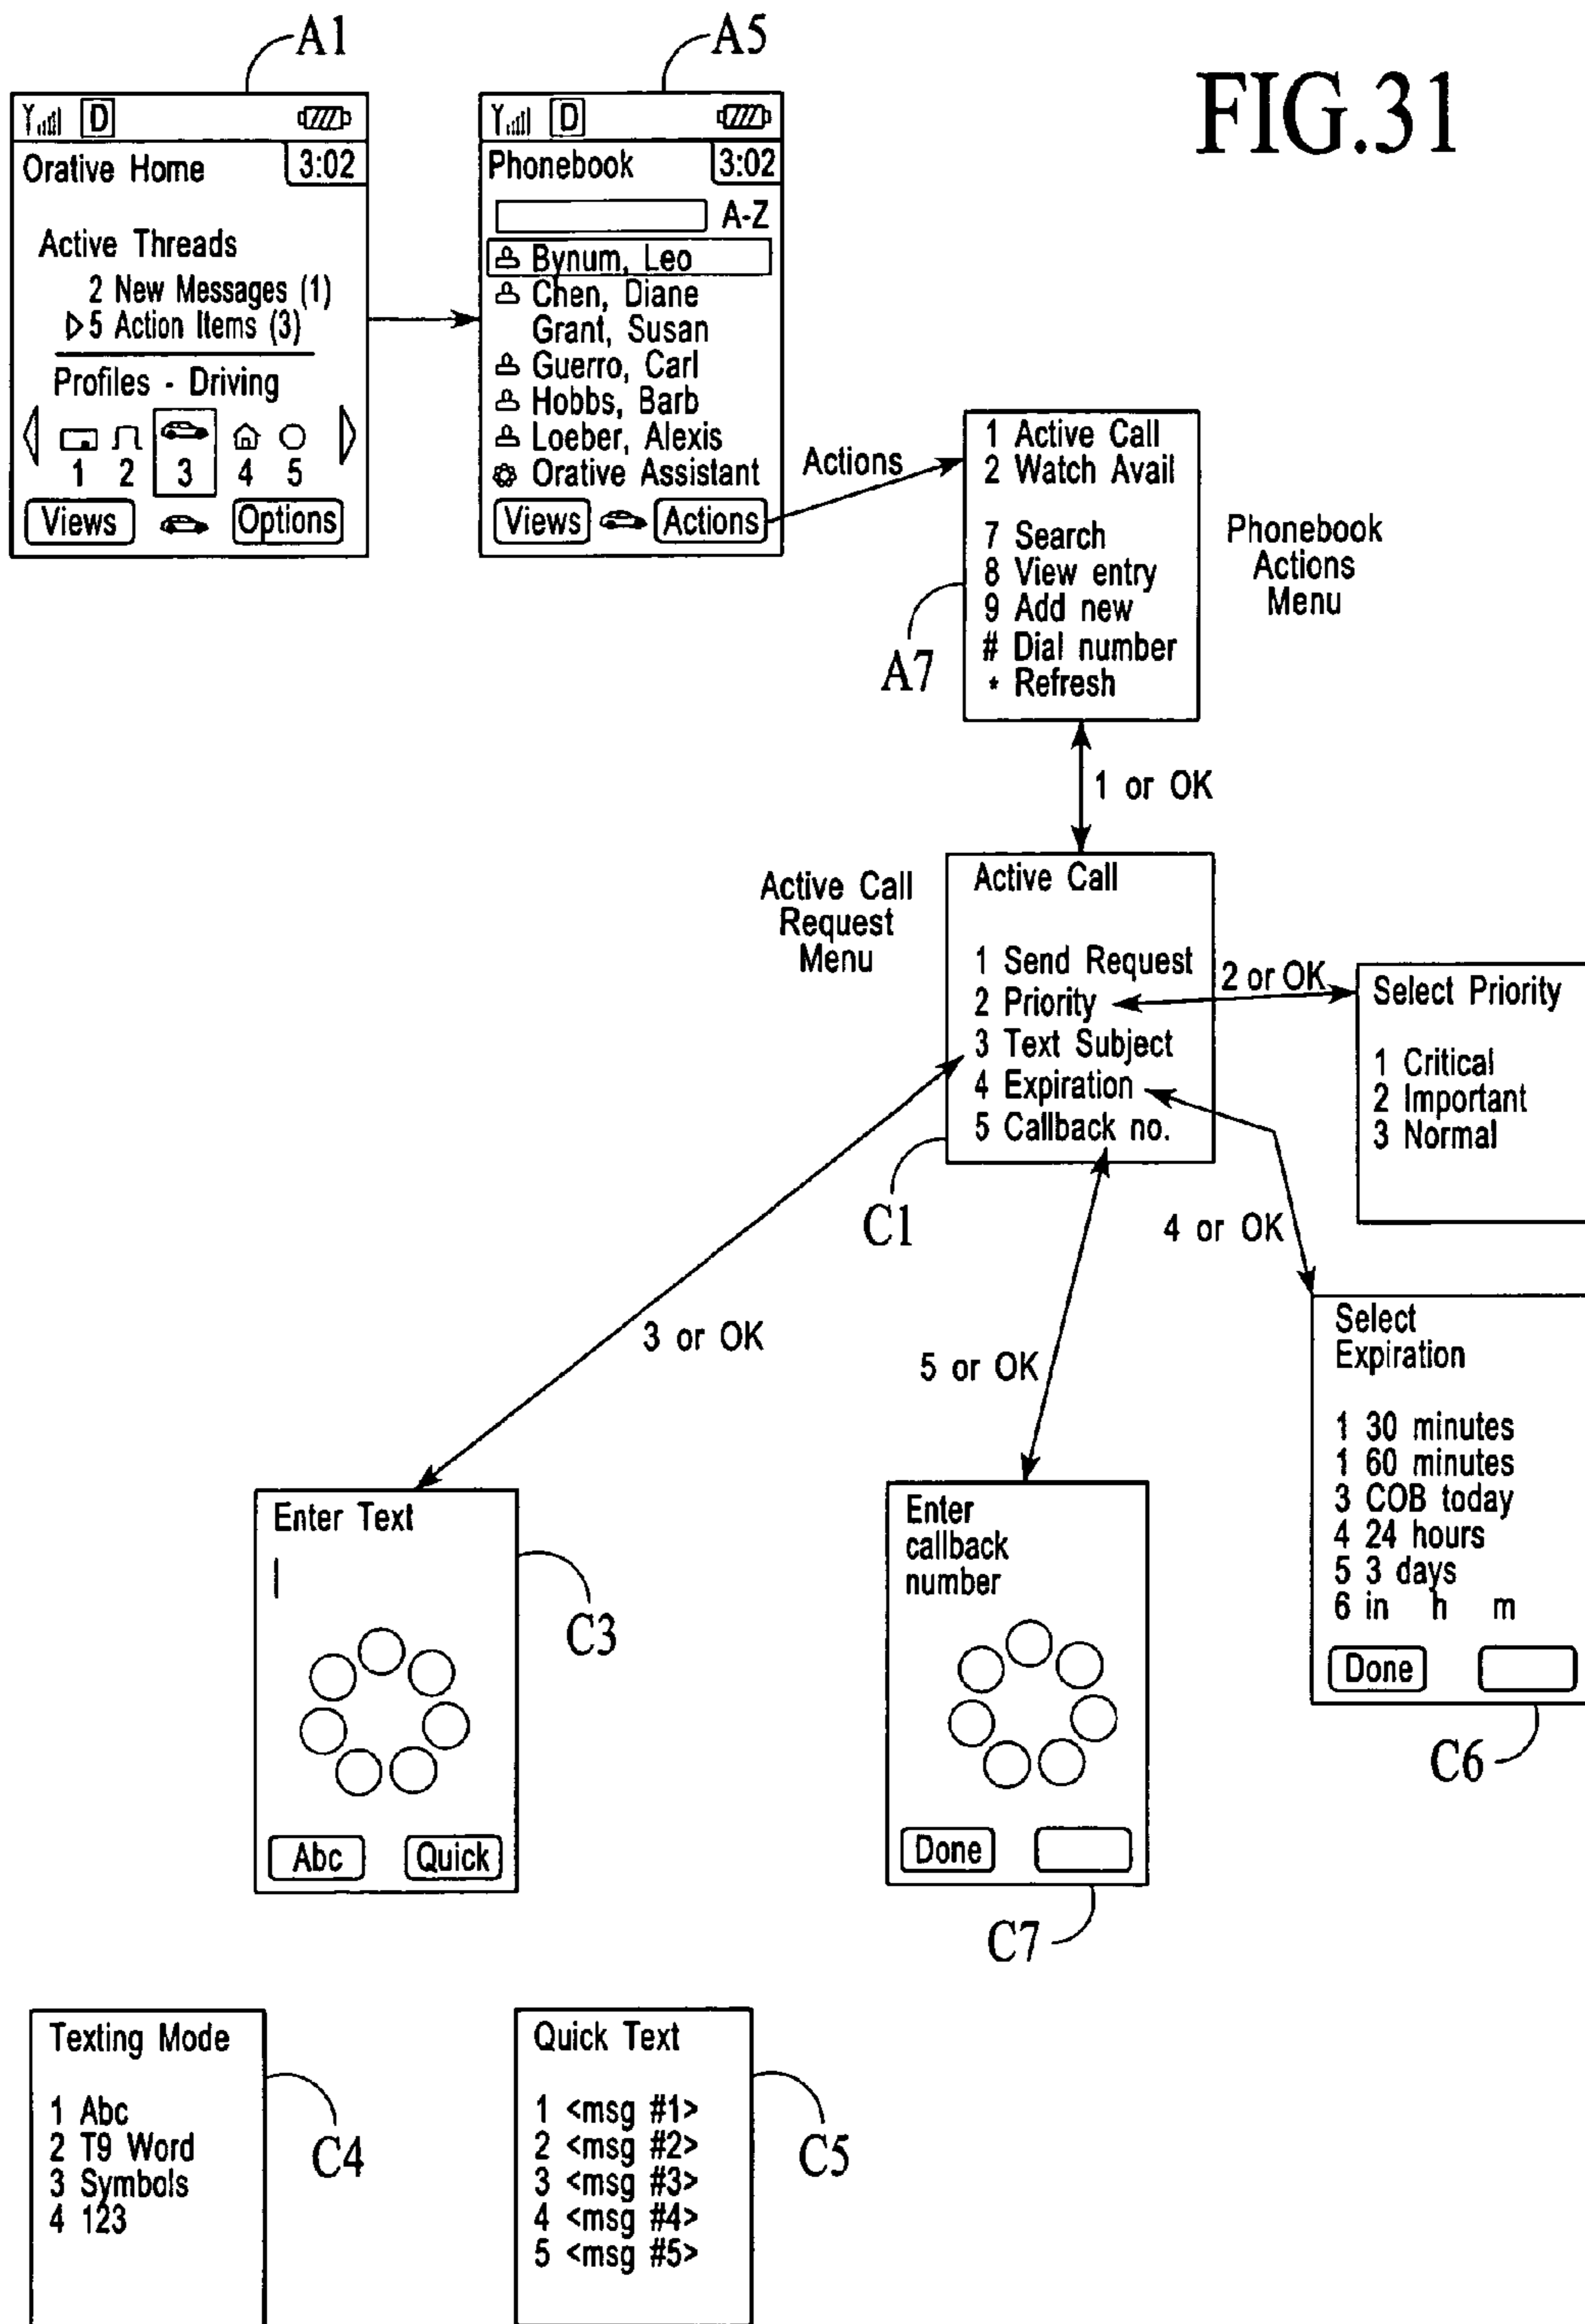 FIG.31
A1
D
Orative Home 3:02
Active Threads
2 New Messages (1)
5 Action Items (3)
Profiles - Driving
1 2 3 4 5
Views Options
A5
D
Phonebook 3:02
A-Z
Bynum, Leo
Chen, Diane
Grant, Susan
Guerro, Carl
Hobbs, Barb
Loeber, Alexis
Orative Assistant
Views Actions
Actions
1 Active Call
2 Watch Avail
7 Search
8 View entry
9 Add new
# Dial number
* Refresh
A7
Phonebook
Actions
Menu
1 or OK
Active Call
Request
Menu
Active Call
1 Send Request
2 Priority
3 Text Subject
4 Expiration
5 Callback no.
C1
2 or OK
Select Priority
1 Critical
2 Important
3 Normal
4 or OK
3 or OK
5 or OK
Select
Expiration
1 30 minutes
1 60 minutes
3 COB today
4 24 hours
5 3 days
6 in h m
Done
C6
Enter Text
Abc Quick
C3
Enter
callback
number
Done
C7
Texting Mode
1 Abc
2 T9 Word
3 Symbols
4 123
C4
Quick Text
1 <msg #1>
2 <msg #2>
3 <msg #3>
4 <msg #4>
5 <msg #5>
C5